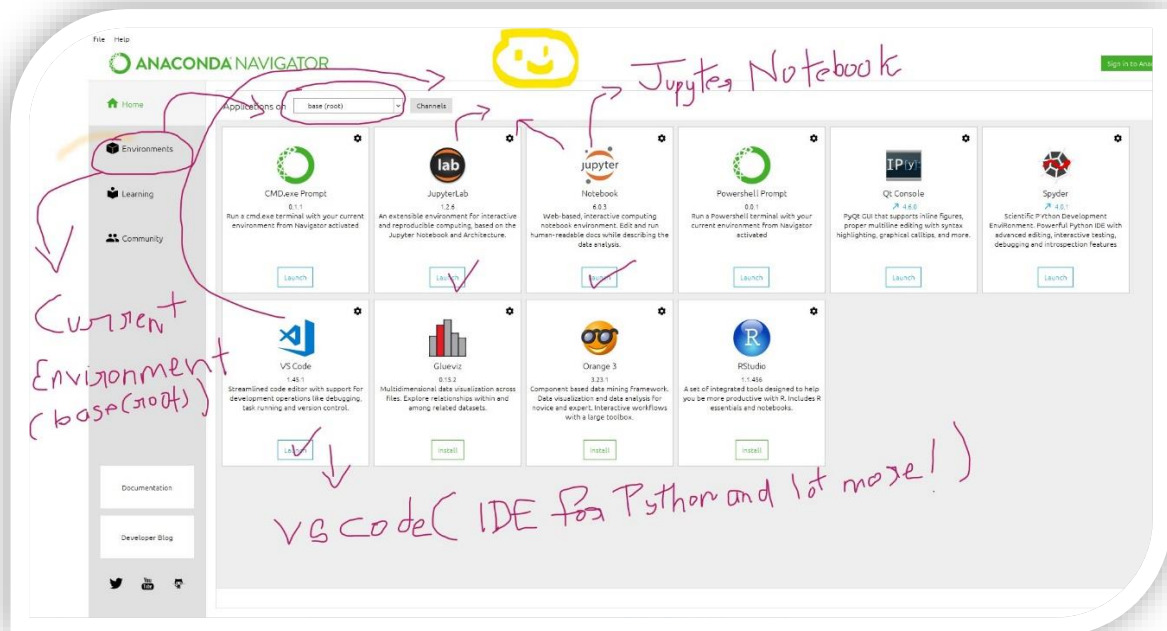 File Help
ANACONDA NAVIGATOR
Sign in to Anac
Jupyter Notebook
Home
Applications on base (root) Channels
Environments
Learning
Community
CMD.exe Prompt
0.1.1
Run a cmd.exe terminal with your current
environment from Navigator activated
Launch
lab
JupyterLab
1.2.6
An extensible environment for interactive
and reproducible computing, based on the
Jupyter Notebook and Architecture.
Launch
jupyter
Notebook
6.0.3
Web-based, interactive computing
notebook environment. Edit and run
human-readable docs while describing the
data analysis.
Launch
Powershell Prompt
0.0.1
Run a Powershell terminal with your
current environment from Navigator
activated
Launch
IP[y]:
Qt Console
4.6.0
PyQt GUI that supports inline figures,
proper multiline editing with syntax
highlighting, graphical calltips, and more.
Launch
Spyder
4.0.1
Scientific PYthon Development
EnviRonment. Powerful Python IDE with
advanced editing, interactive testing,
debugging and introspection features
Launch
Current
Environment
(base(root))
VS Code
1.45.1
Streamlined code editor with support for
development operations like debugging,
task running and version control.
Launch
Glueviz
0.15.2
Multidimensional data visualization across
files. Explore relationships within and
among related datasets.
Install
Orange 3
3.23.1
Component based data mining framework.
Data visualization and data analysis for
novice and expert. Interactive workflows
with a large toolbox.
Install
R
RStudio
1.1.456
A set of integrated tools designed to help
you be more productive with R. Includes R
essentials and notebooks.
Install
VS Code( IDE For Python and lot more! )
Documentation
Developer Blog
You
Tube